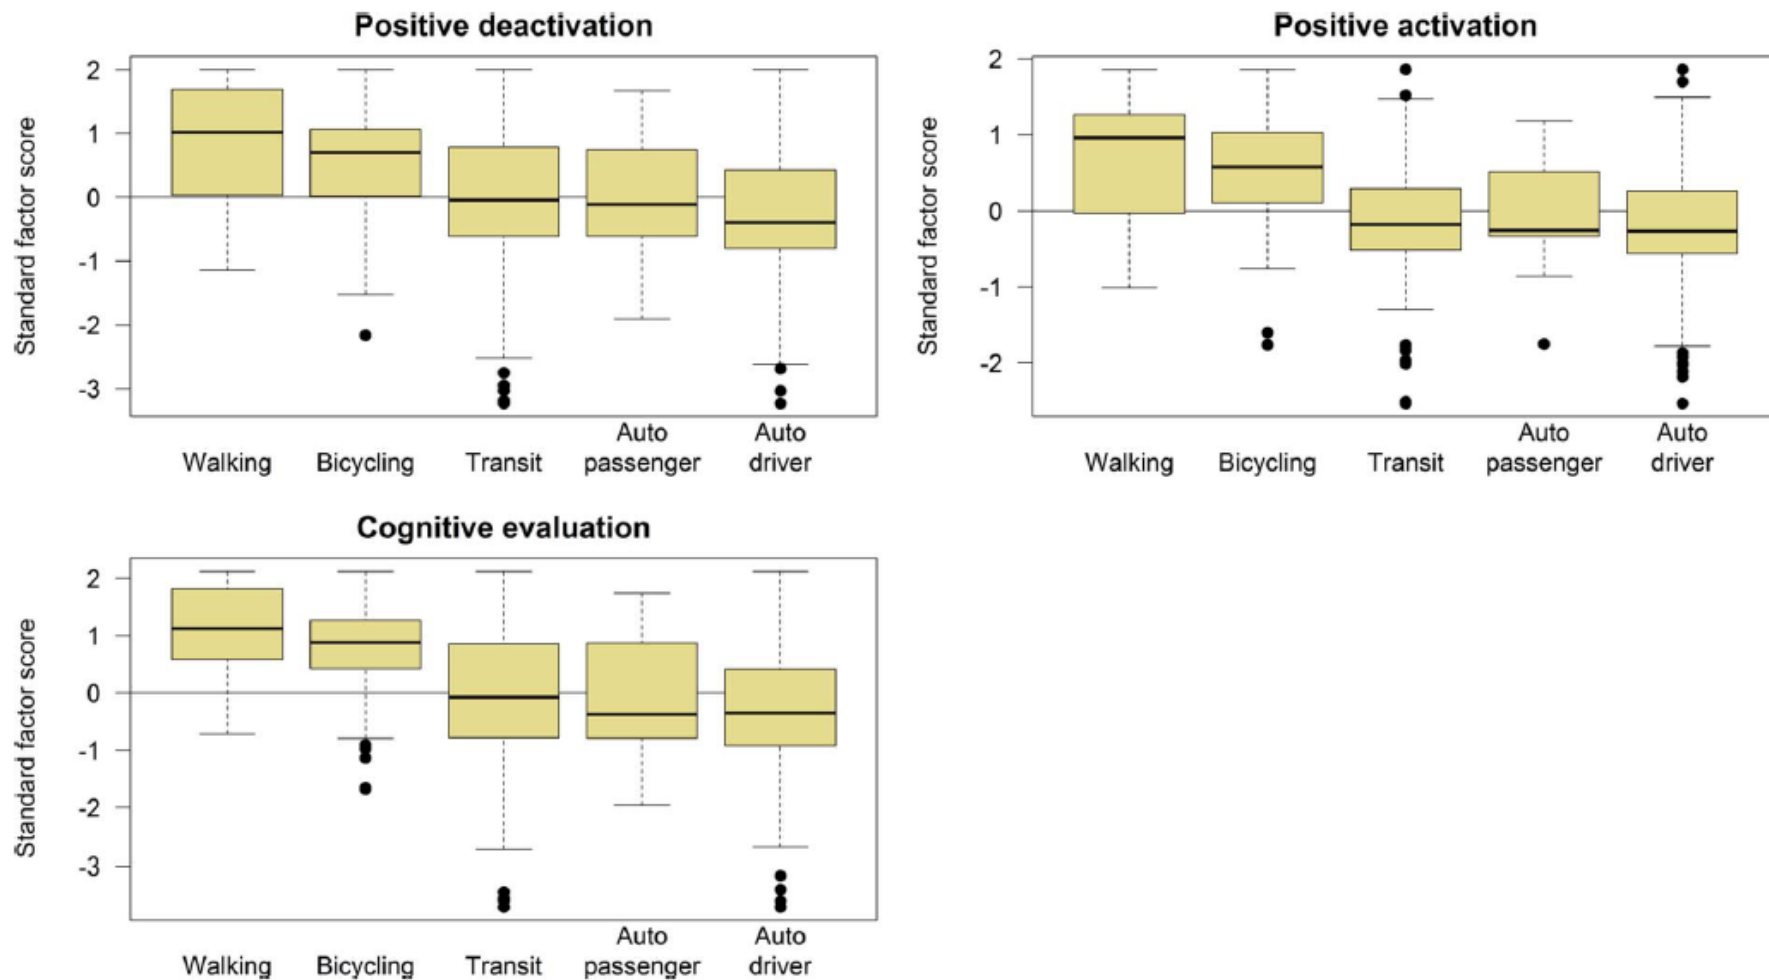 Positive deactivation
Standard factor score
2
1
0
-1
-2
-3
Walking Bicycling Transit Auto passenger Auto driver
Positive activation
Standard factor score
2
1
0
-1
-2
Walking Bicycling Transit Auto passenger Auto driver
Cognitive evaluation
Standard factor score
2
1
0
-1
-2
-3
Walking Bicycling Transit Auto passenger Auto driver